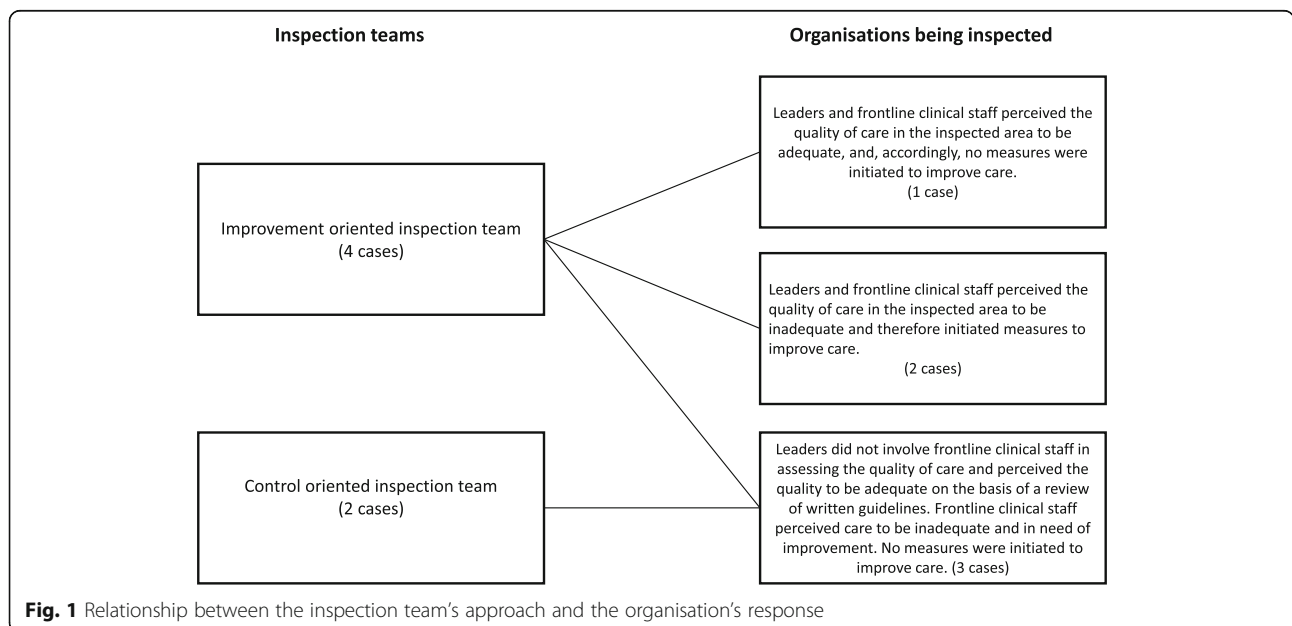 Inspection teams
Organisations being inspected
Improvement oriented inspection team
(4 cases)
Control oriented inspection team
(2 cases)
Leaders and frontline clinical staff perceived the
quality of care in the inspected area to be
adequate, and, accordingly, no measures were
initiated to improve care.
(1 case)
Leaders and frontline clinical staff perceived the
quality of care in the inspected area to be
inadequate and therefore initiated measures to
improve care.
(2 cases)
Leaders did not involve frontline clinical staff in
assessing the quality of care and perceived the
quality to be adequate on the basis of a review
of written guidelines. Frontline clinical staff
perceived care to be inadequate and in need of
improvement. No measures were initiated to
improve care. (3 cases)
Fig. 1 Relationship between the inspection team's approach and the organisation's response